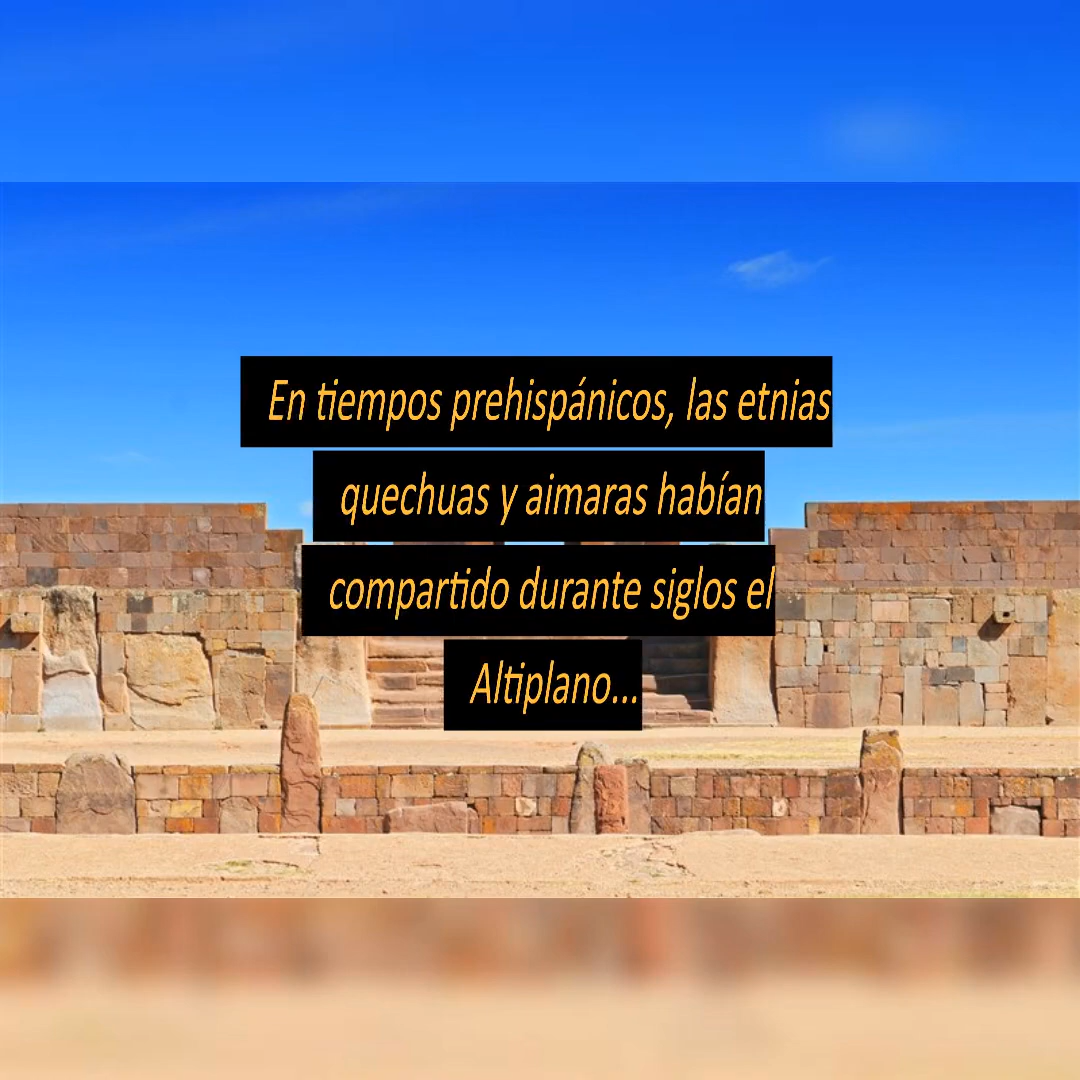 En tiempos prehispánicos, las etnias
quechuas y aimaras habían
compartido durante siglos el
Altiplano...